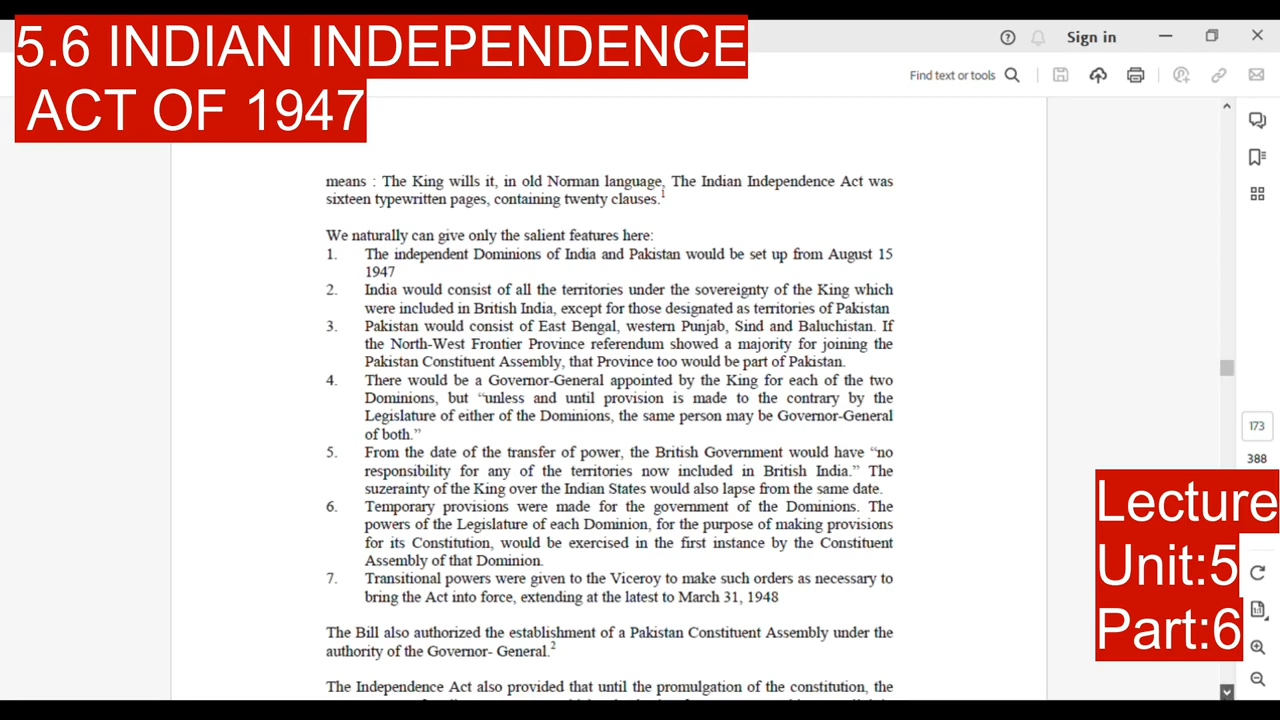 5.6 INDIAN INDEPENDENCE
ACT OF 1947
Sign in
Find text or tools
means : The King wills it, in old Norman language, The Indian Independence Act was
sixteen typewritten pages, containing twenty clauses.1
We naturally can give only the salient features here:
1. The independent Dominions of India and Pakistan would be set up from August 15
1947
2. India would consist of all the territories under the sovereignty of the King which
were included in British India, except for those designated as territories of Pakistan
3. Pakistan would consist of East Bengal, western Punjab, Sind and Baluchistan. If
the North-West Frontier Province referendum showed a majority for joining the
Pakistan Constituent Assembly, that Province too would be part of Pakistan.
4. There would be a Governor-General appointed by the King for each of the two
Dominions, but “unless and until provision is made to the contrary by the
Legislature of either of the Dominions, the same person may be Governor-General
of both.”
5. From the date of the transfer of power, the British Government would have “no
responsibility for any of the territories now included in British India.” The
suzerainty of the King over the Indian States would also lapse from the same date.
6. Temporary provisions were made for the government of the Dominions. The
powers of the Legislature of each Dominion, for the purpose of making provisions
for its Constitution, would be exercised in the first instance by the Constituent
Assembly of that Dominion.
7. Transitional powers were given to the Viceroy to make such orders as necessary to
bring the Act into force, extending at the latest to March 31, 1948
The Bill also authorized the establishment of a Pakistan Constituent Assembly under the
authority of the Governor- General.2
The Independence Act also provided that until the promulgation of the constitution, the
173
388
Lecture
Unit:5
Part:6